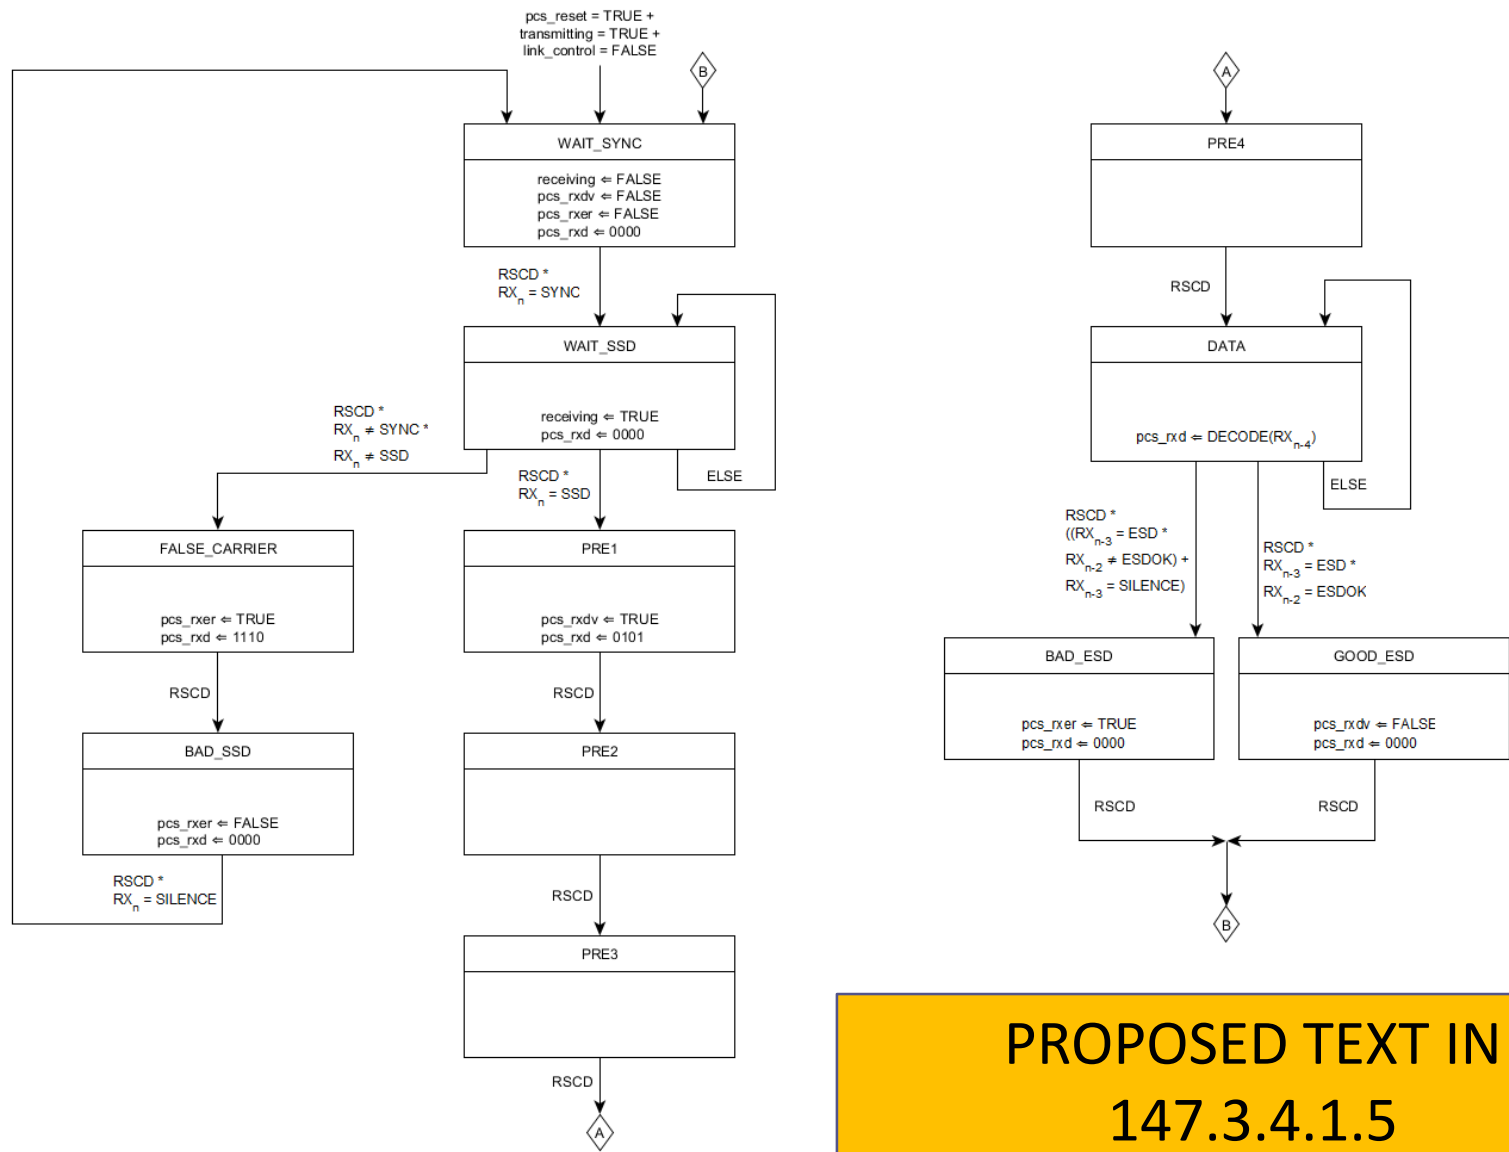 pcs_reset = TRUE +
transmitting = TRUE +
link_control = FALSE
B
WAIT_SYNC
receiving ⇐ FALSE
pcs_rxdv ⇐ FALSE
pcs_rxer ⇐ FALSE
pcs_rxd ⇐ 0000
RSCD *
RXn = SYNC
WAIT_SSD
receiving ⇐ TRUE
pcs_rxd ⇐ 0000
RSCD *
RXn ≠ SYNC *
RXn ≠ SSD
RSCD *
RXn = SSD
ELSE
FALSE_CARRIER
pcs_rxer ⇐ TRUE
pcs_rxd ⇐ 1110
RSCD
BAD_SSD
pcs_rxer ⇐ FALSE
pcs_rxd ⇐ 0000
RSCD *
RXn = SILENCE
PRE1
pcs_rxdv ⇐ TRUE
pcs_rxd ⇐ 0101
RSCD
PRE2
RSCD
PRE3
RSCD
A
A
PRE4
RSCD
DATA
pcs_rxd ⇐ DECODE(RXn-4)
ELSE
RSCD *
((RXn-3 = ESD *
RXn-2 ≠ ESDOK) +
RXn-3 = SILENCE)
RSCD *
RXn-3 = ESD *
RXn-2 = ESDOK
BAD_ESD
pcs_rxer ⇐ TRUE
pcs_rxd ⇐ 0000
RSCD
GOOD_ESD
pcs_rxdv ⇐ FALSE
pcs_rxd ⇐ 0000
RSCD
B
PROPOSED TEXT IN
147.3.4.1.5